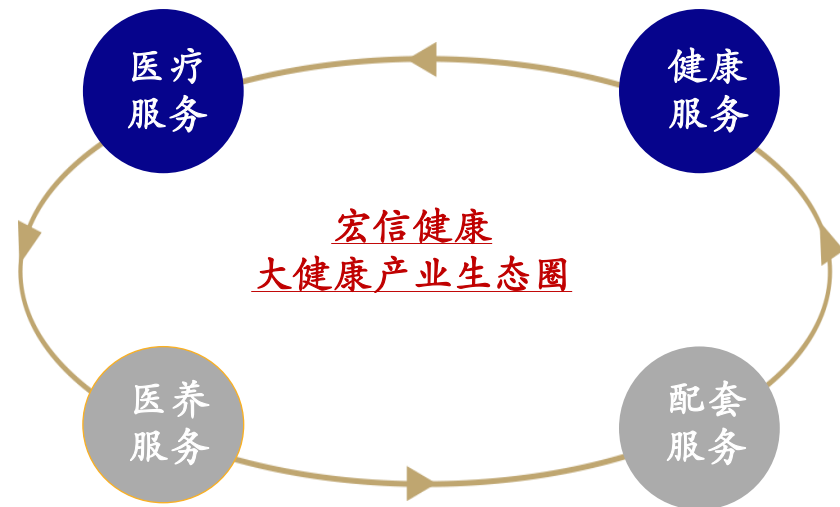 医疗
服务
健康
服务
宏信健康
大健康产业生态圈
医养
服务
配套
服务